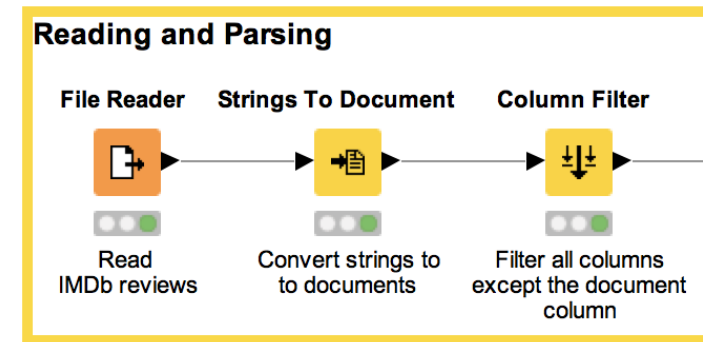 Reading and Parsing
File Reader
Strings To Document
Column Filter
Read
IMDb reviews
Convert strings to
to documents
Filter all columns
except the document
column